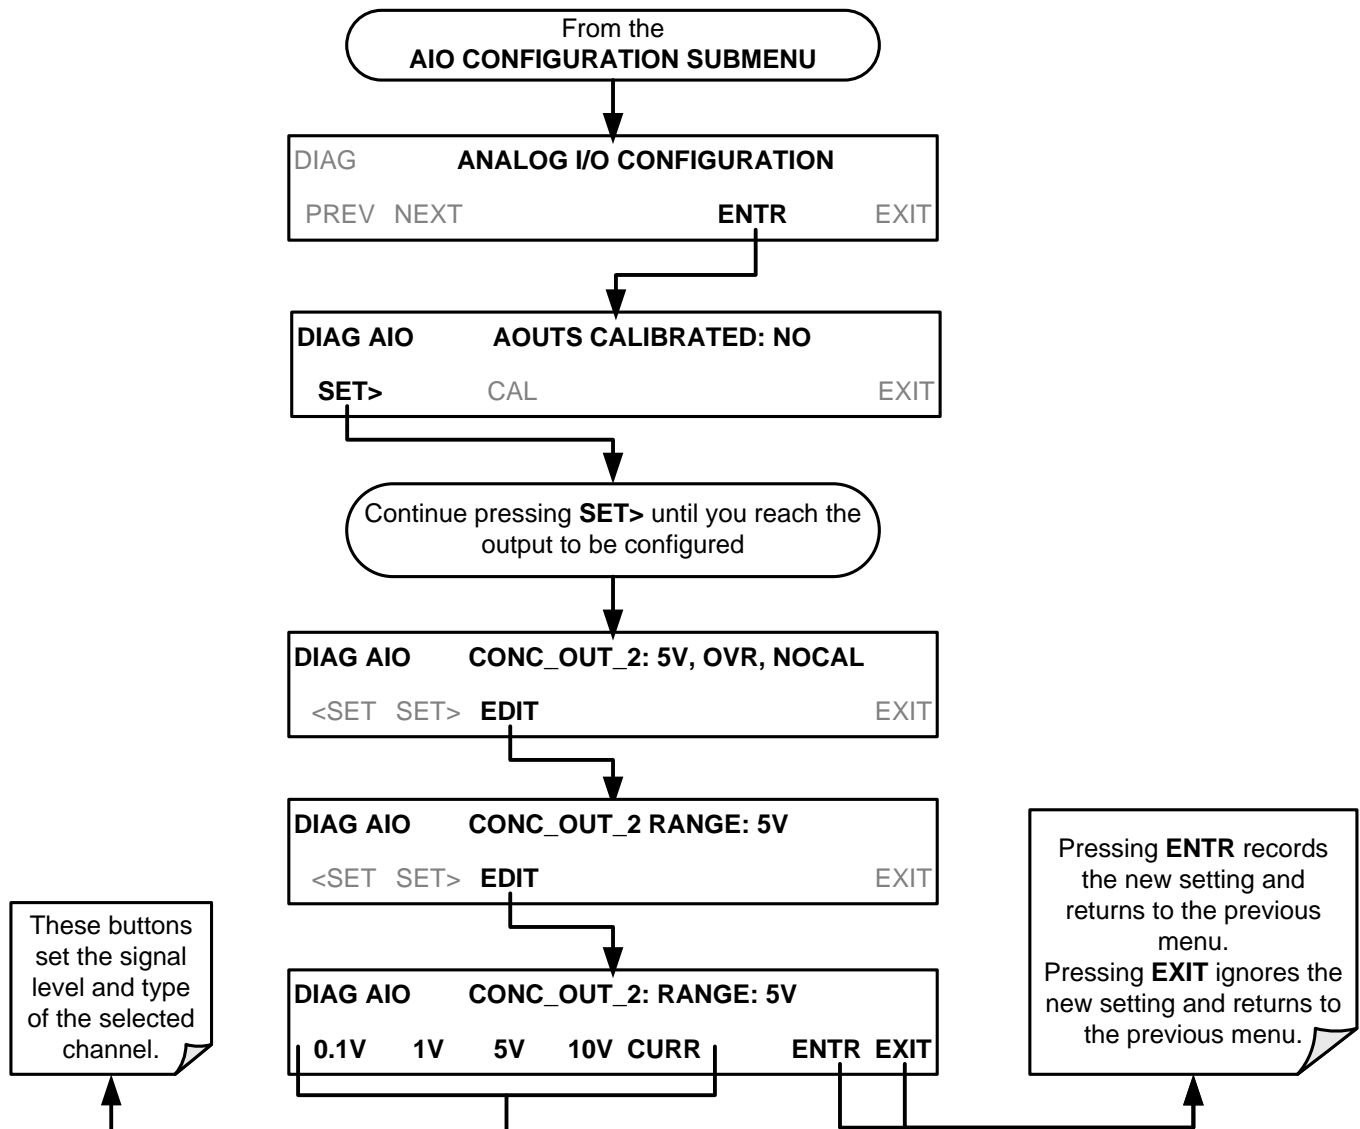 From the
AIO CONFIGURATION SUBMENU
DIAG ANALOG I/O CONFIGURATION
PREV NEXT ENTR EXIT
DIAG AIO AOUTS CALIBRATED: NO
SET> CAL EXIT
Continue pressing SET> until you reach the
output to be configured
DIAG AIO CONC_OUT_2: 5V, OVR, NOCAL
<SET SET> EDIT EXIT
DIAG AIO CONC_OUT_2 RANGE: 5V
<SET SET> EDIT EXIT
DIAG AIO CONC_OUT_2: RANGE: 5V
0.1V 1V 5V 10V CURR ENTR EXIT
These buttons
set the signal
level and type
of the selected
channel.
Pressing ENTR records
the new setting and
returns to the previous
menu.
Pressing EXIT ignores the
new setting and returns to
the previous menu.